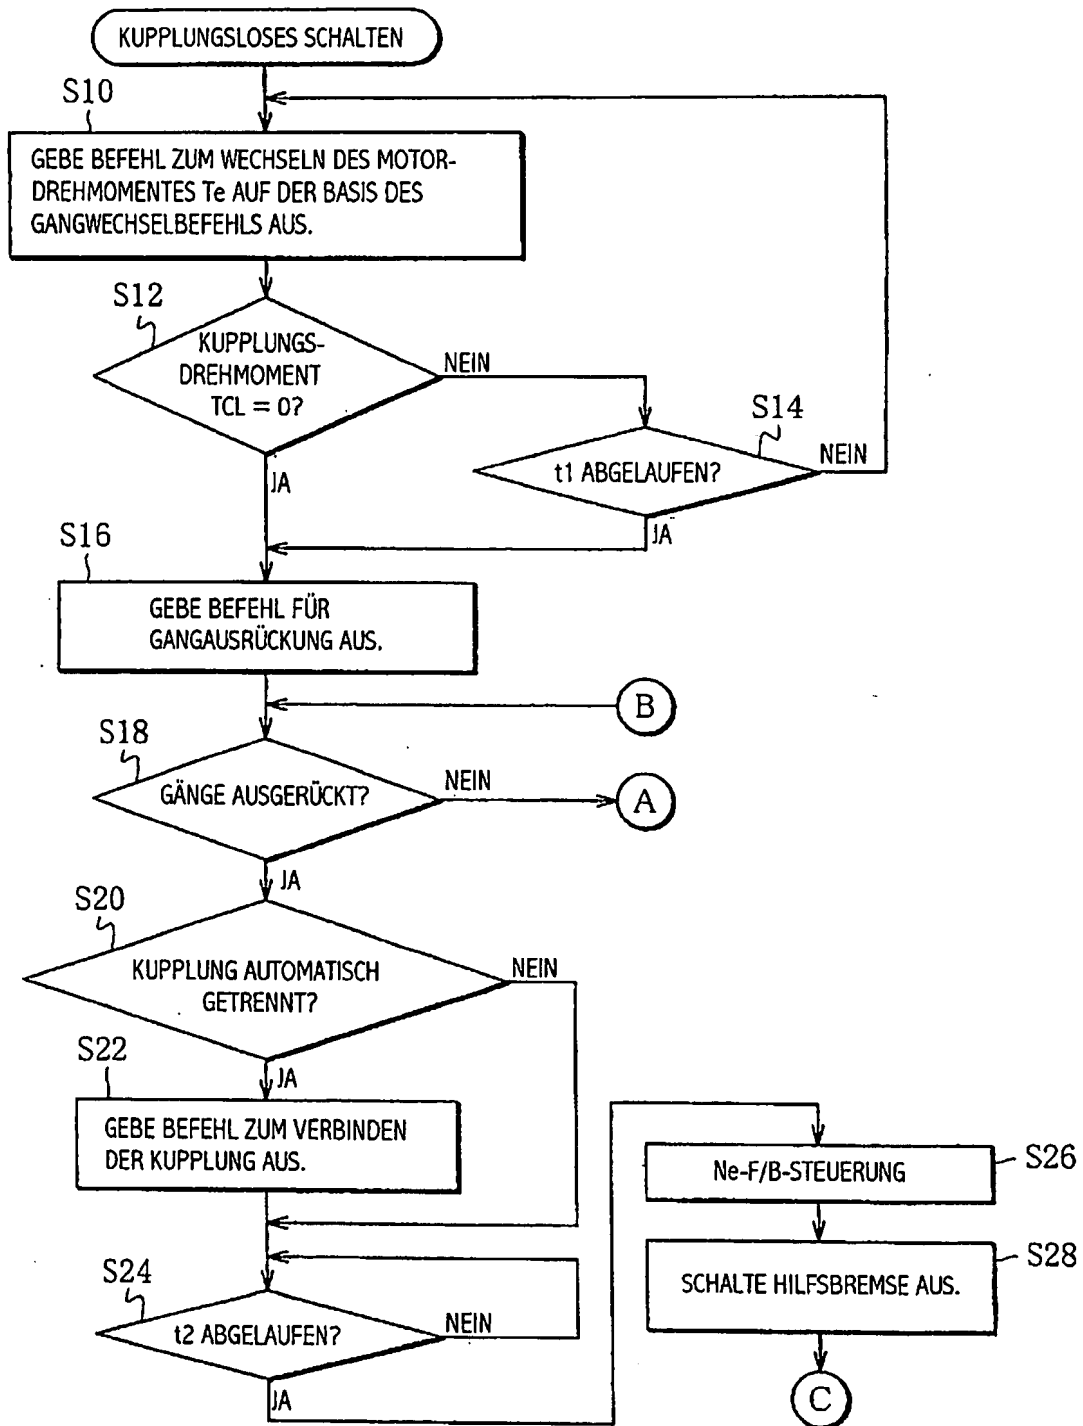 KUPPLUNGSLOSES SCHALTEN
S10
GEBE BEFEHL ZUM WECHSELN DES MOTOR-
DREHMOMENTES Te AUF DER BASIS DES
GANGWECHSELBEFEHLS AUS.
S12
KUPPLUNGS-
DREHMOMENT
TCL = 0?
NEIN
JA
S14
t1 ABGELAUFEN?
NEIN
JA
S16
GEBE BEFEHL FÜR
GANGAUSRÜCKUNG AUS.
B
S18
GÄNGE AUSGERÜCKT?
NEIN
A
JA
S20
KUPPLUNG AUTOMATISCH
GETRENNT?
NEIN
JA
S22
GEBE BEFEHL ZUM VERBINDEN
DER KUPPLUNG AUS.
S24
t2 ABGELAUFEN?
NEIN
JA
Ne-F/B-STEUERUNG
S26
SCHALTE HILFSBREMSE AUS.
S28
C